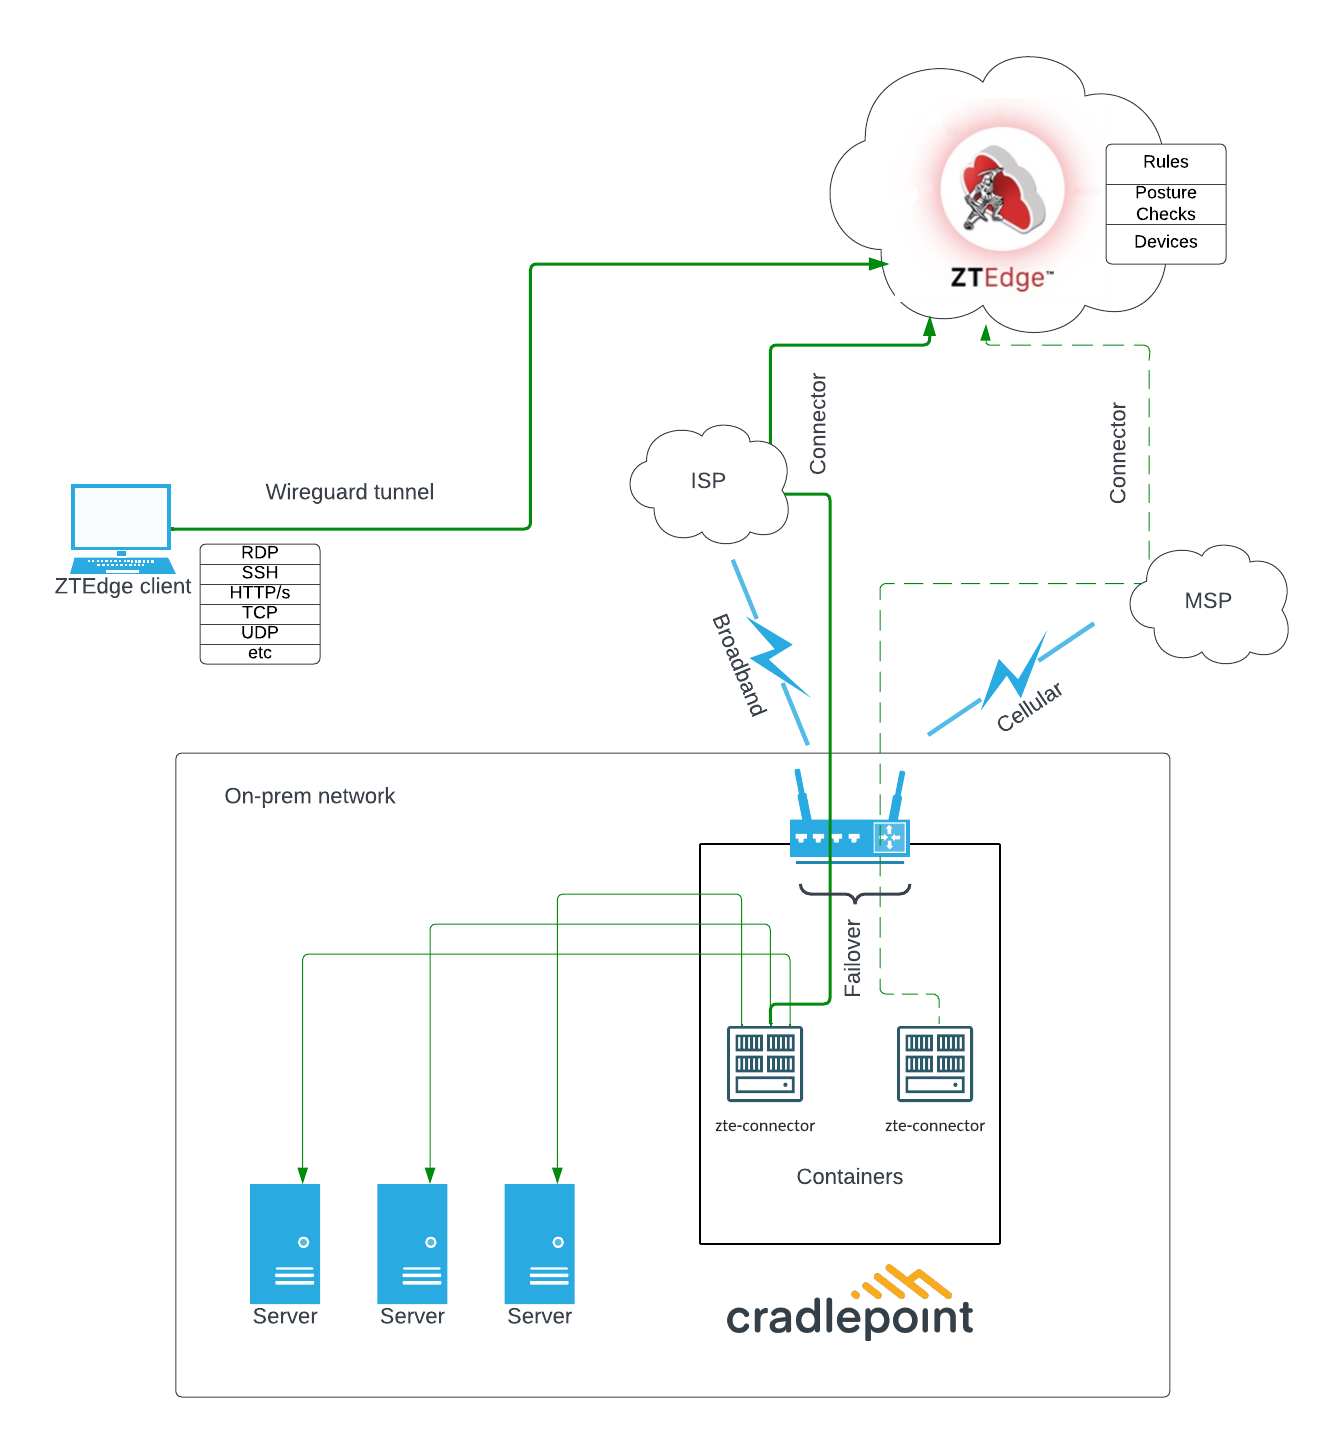 Rules
Posture
Checks
Devices
ZTEdge™
Connector
Connector
ISP
Wireguard tunnel
ZTEdge client
RDP
SSH
HTTP/s
TCP
UDP
etc
MSP
Broadband
Cellular
On-prem network
Failover
zte-connector
zte-connector
Containers
Server
Server
Server
cradlepoint